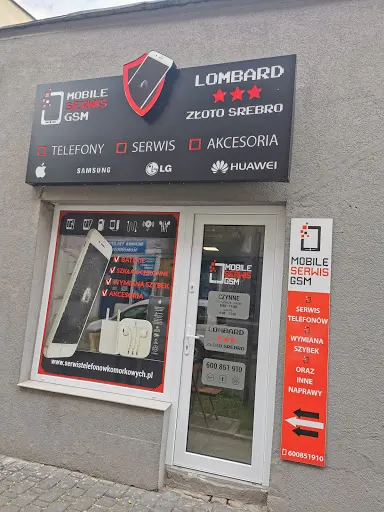 MOBILE
SERWIS
GSM
LOMBARD
ZŁOTO SREBRO
TELEFONY
SERWIS
AKCESORIA
SAMSUNG
LG
HUAWEI
BATERIE
WYMIANA SZYBEK
AKCESORIA
www.serwistelefonowkomorkowych.pl
MOBILE
SERWIS
GSM
CZYNNE
LOMBARD
ZŁOTO SREBRO
600 851 910
MOBILE
SERWIS
GSM
SERWIS
TELEFONÓW
WYMIANA
SZYBEK
ORAZ
INNE
NAPRAWY
600851910